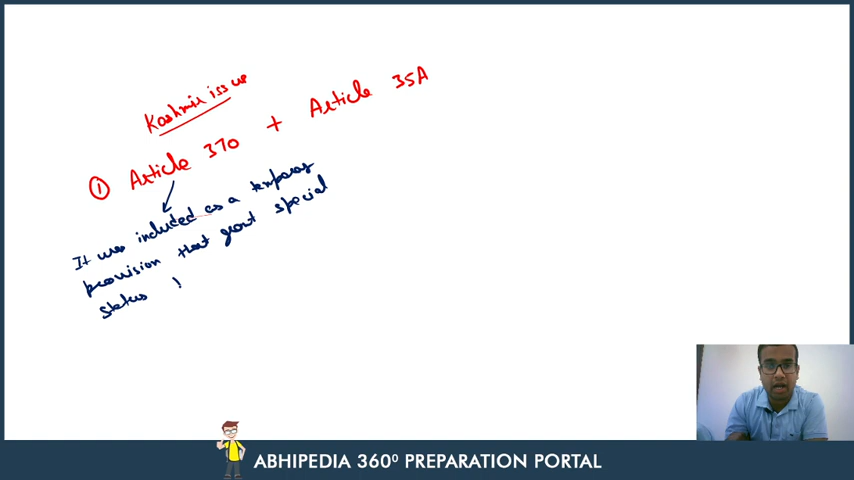 Kashmir issue
① Article 370 + Article 35A
It was included as a temporary
provision that grant special
status
ABHIPEDIA 360° PREPARATION PORTAL